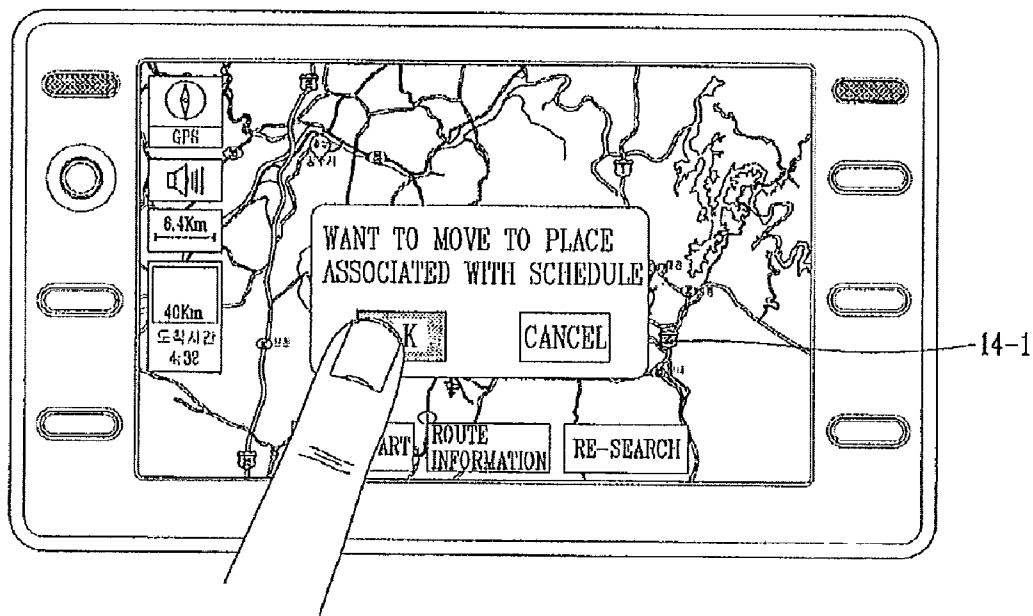 GPS
6.4Km
40Km
도착시간
4:38
WANT TO MOVE TO PLACE
ASSOCIATED WITH SCHEDULE
K
CANCEL
14-1
ART
ROUTE
INFORMATION
RE-SEARCH